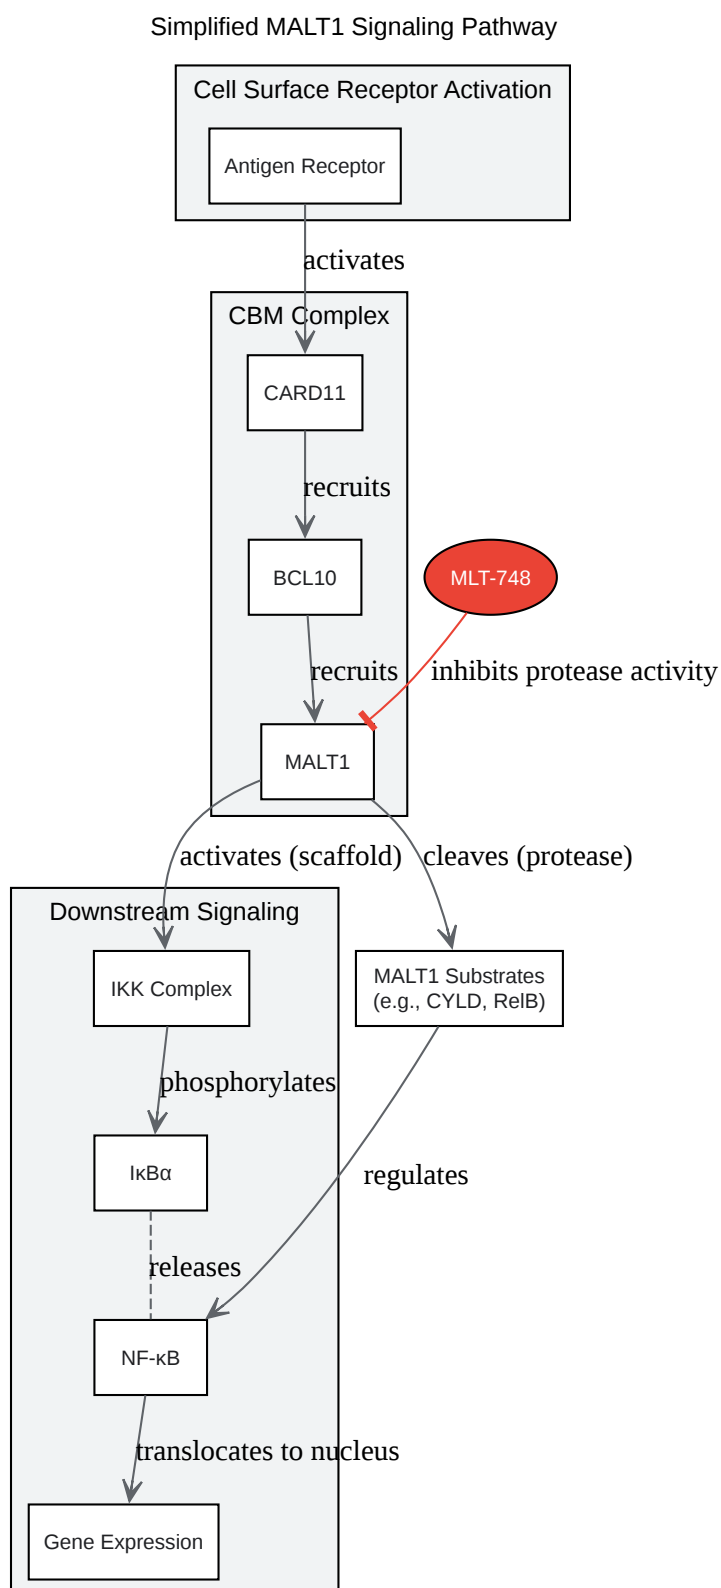 Simplified MALT1 Signaling Pathway
Cell Surface Receptor Activation
Antigen Receptor
activates
CBM Complex
CARD11
recruits
BCL10
MLT-748
recruits
inhibits protease activity
MALT1
activates (scaffold)
cleaves (protease)
Downstream Signaling
IKK Complex
MALT1 Substrates
(e.g., CYLD, RelB)
phosphorylates
IκBα
regulates
releases
NF-κB
translocates to nucleus
Gene Expression